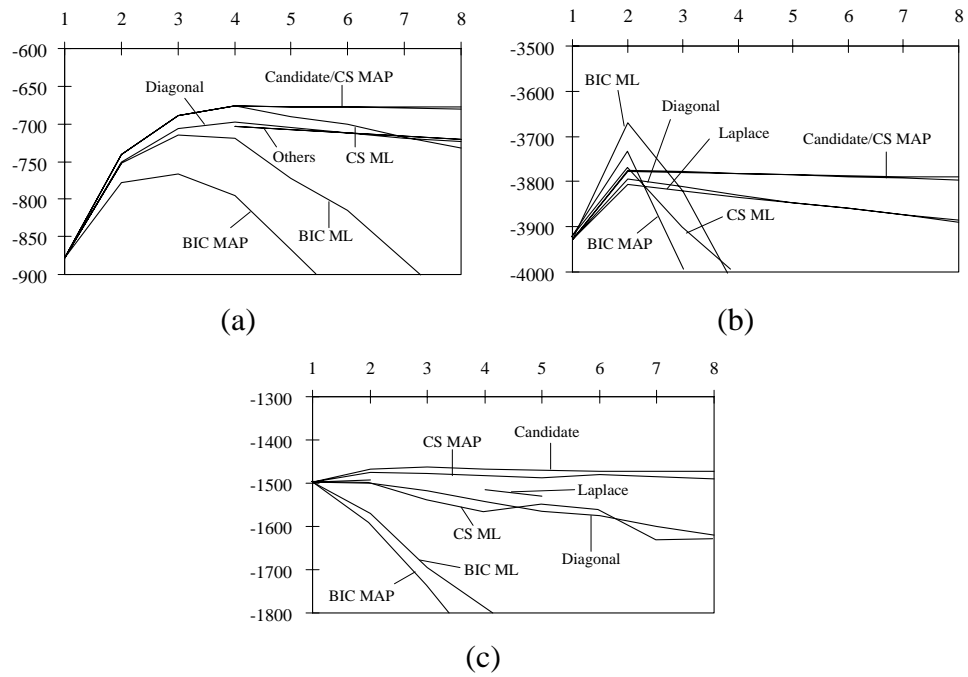 1 2 3 4 5 6 7 8
-600
-650
-700
-750
-800
-850
-900
Candidate/CS MAP
Diagonal
Others
CS ML
BIC MAP
BIC ML
(a)
1 2 3 4 5 6 7 8
-3500
-3600
-3700
-3800
-3900
-4000
BIC ML
Diagonal
Laplace
Candidate/CS MAP
CS ML
BIC MAP
(b)
1 2 3 4 5 6 7 8
-1300
-1400
-1500
-1600
-1700
-1800
Candidate
CS MAP
Laplace
CS ML
Diagonal
BIC ML
BIC MAP
(c)